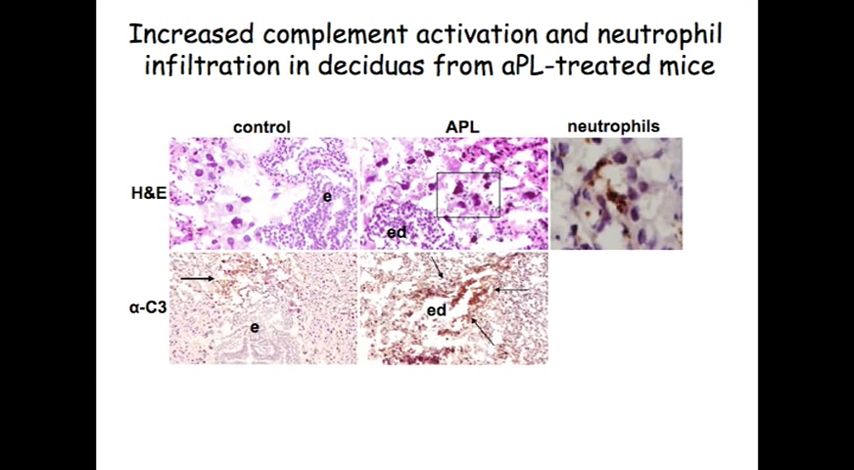 Increased complement activation and neutrophil
infiltration in deciduas from aPL-treated mice
control APL neutrophils
H&E
e
ed
α-C3
e
ed